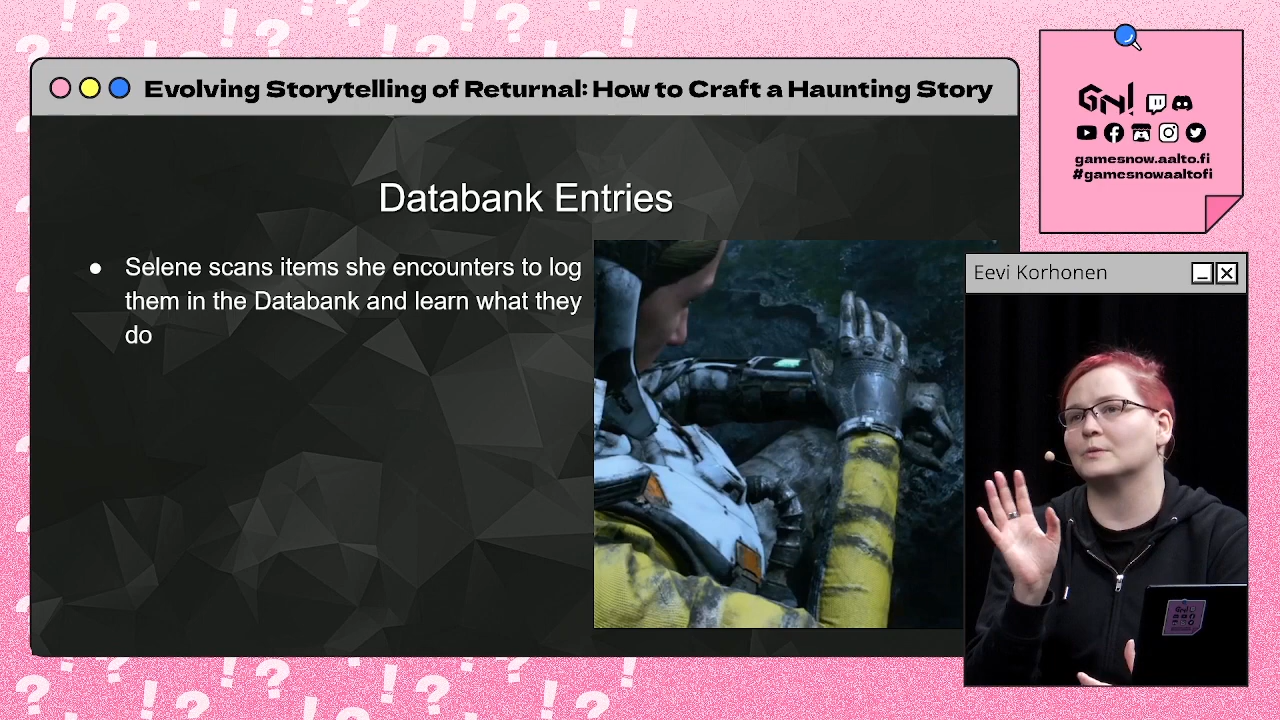 Evolving Storytelling of Returnal: How to Craft a Haunting Story
GN!
gamesnow.aalto.fi
#gamesnowaaltofi
Databank Entries
Selene scans items she encounters to log
them in the Databank and learn what they
do
Eevi Korhonen
GN!